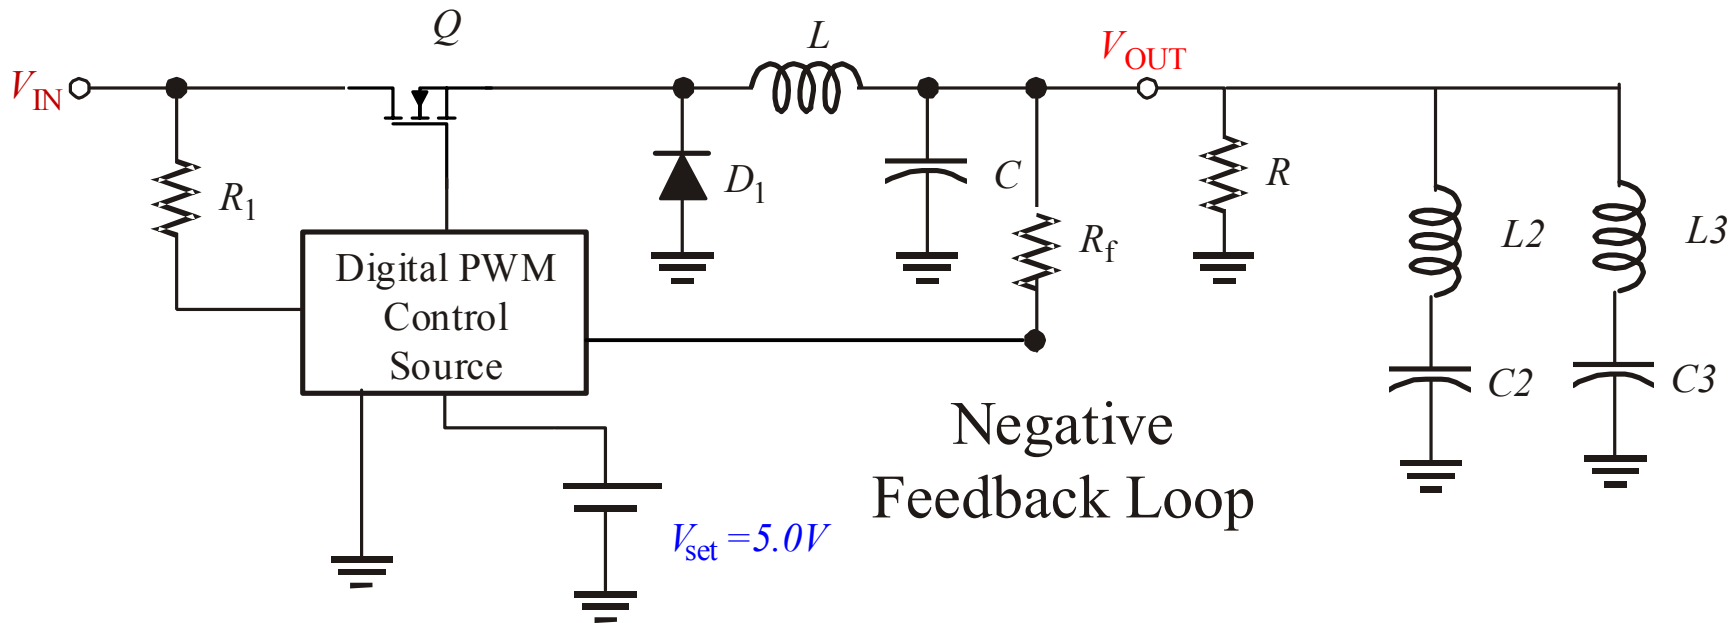 Q
L
V_OUT
V_IN
R_1
D_1
C
R
R_f
L2
L3
Digital PWM
Control
Source
C2
C3
Negative
Feedback Loop
V_set =5.0V